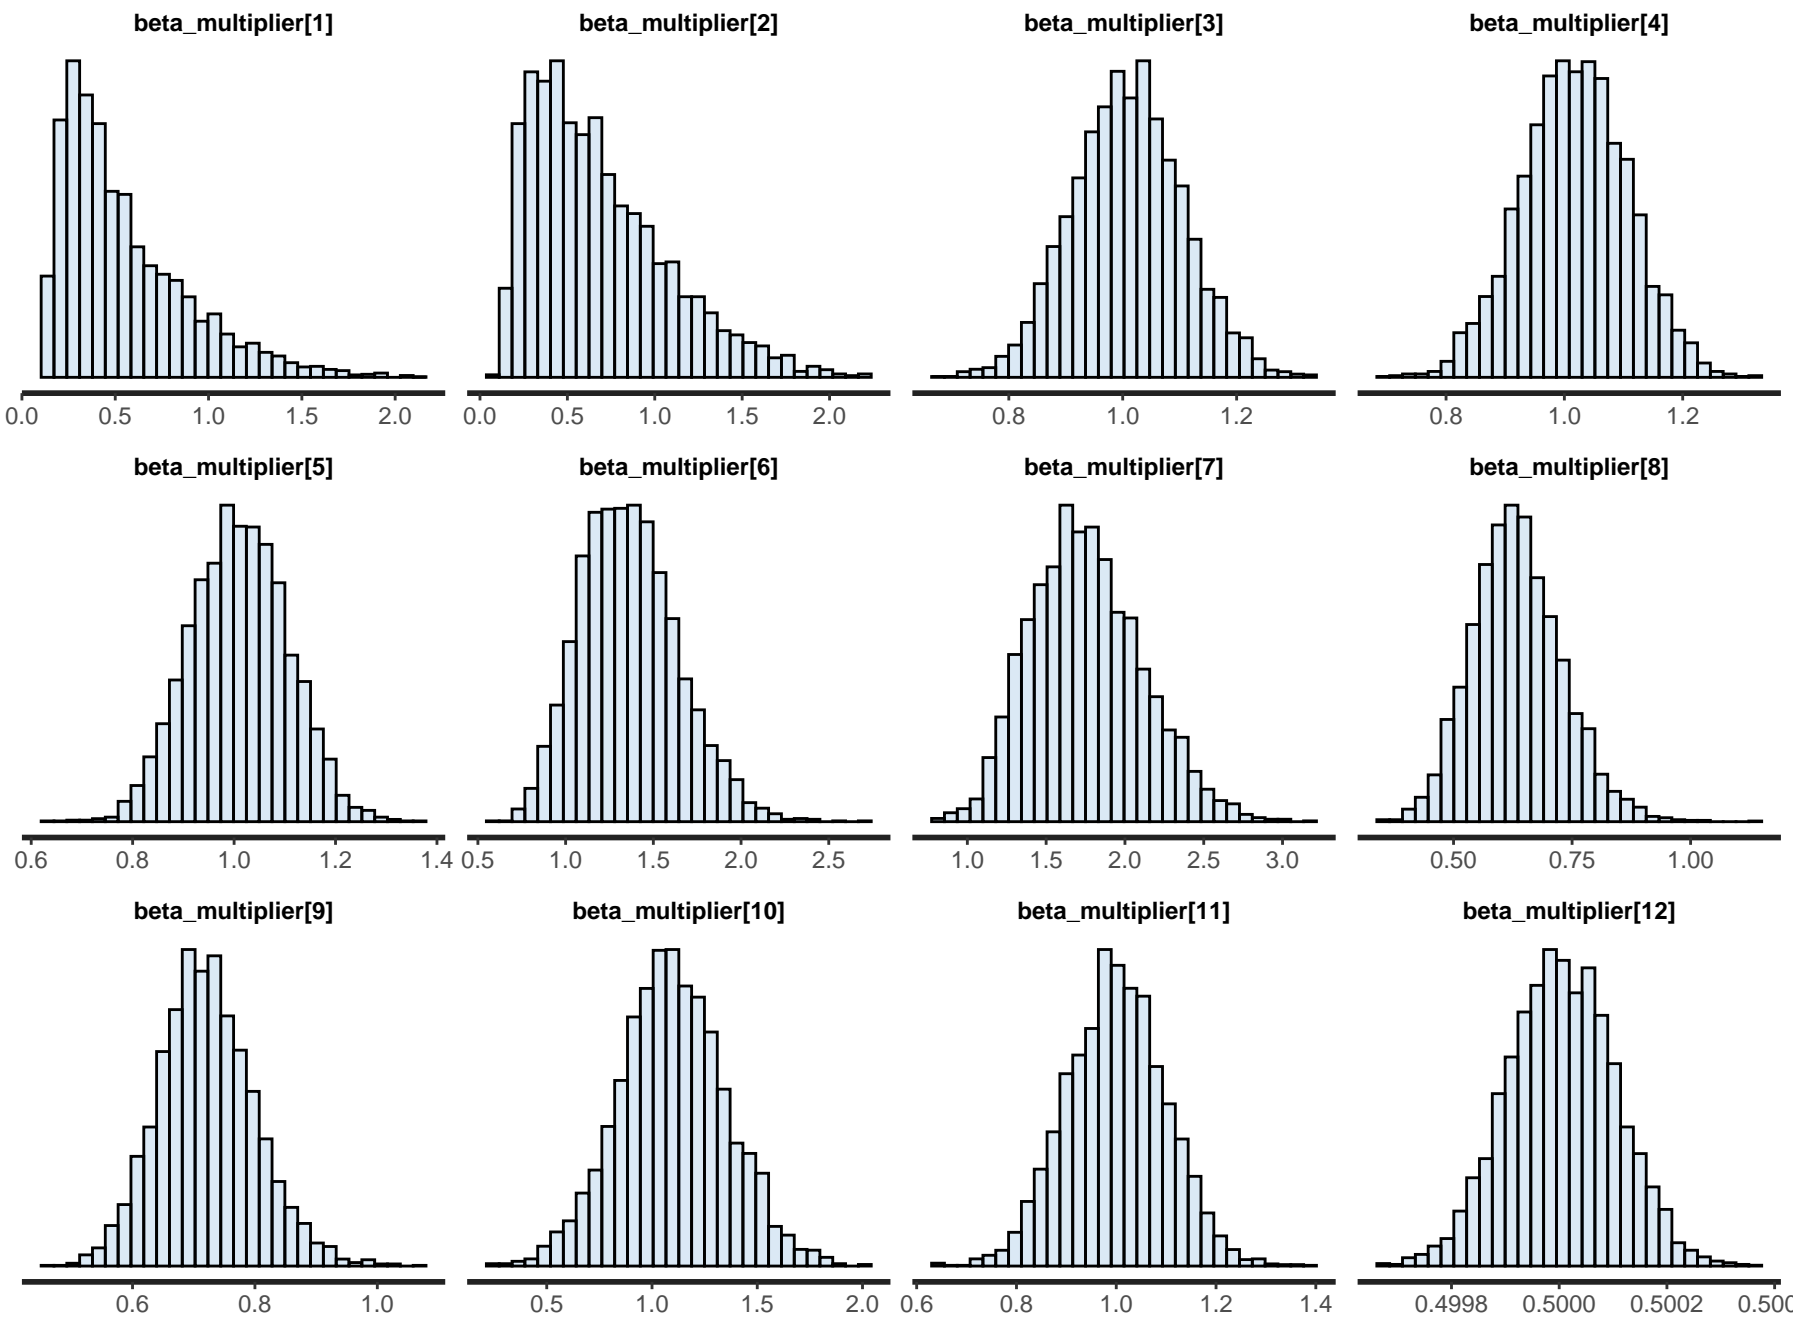 beta_multiplier[1] beta_multiplier[2] beta_multiplier[3] beta_multiplier[4]
0.0 0.5 1.0 1.5 2.0 0.0 0.5 1.0 1.5 2.0 0.8 1.0 1.2 0.8 1.0 1.2
beta_multiplier[5] beta_multiplier[6] beta_multiplier[7] beta_multiplier[8]
0.6 0.8 1.0 1.2 1.4 0.5 1.0 1.5 2.0 2.5 1.0 1.5 2.0 2.5 3.0 0.50 0.75 1.00
beta_multiplier[9] beta_multiplier[10] beta_multiplier[11] beta_multiplier[12]
0.6 0.8 1.0 0.5 1.0 1.5 2.0 0.6 0.8 1.0 1.2 1.4 0.4998 0.5000 0.5002